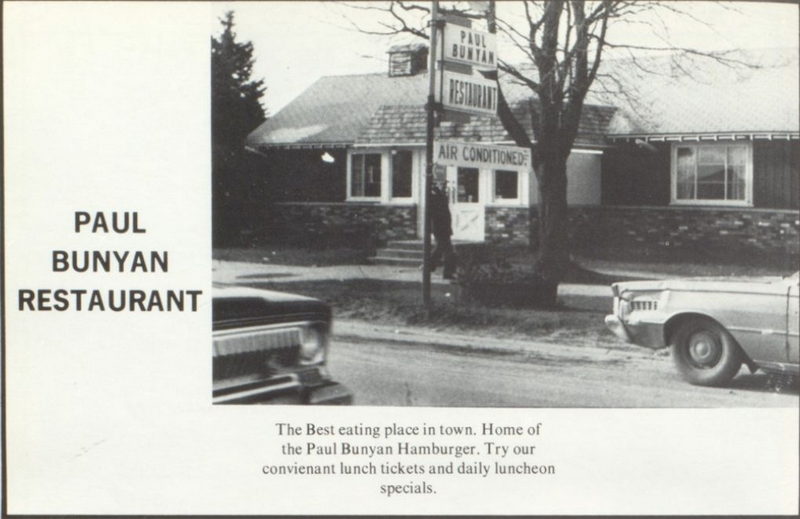 PAUL
BUNYAN
RESTAURANT
AIR CONDITIONED
PAUL
BUNYAN
RESTAURANT
The Best eating place in town. Home of
the Paul Bunyan Hamburger. Try our
convienant lunch tickets and daily luncheon
specials.